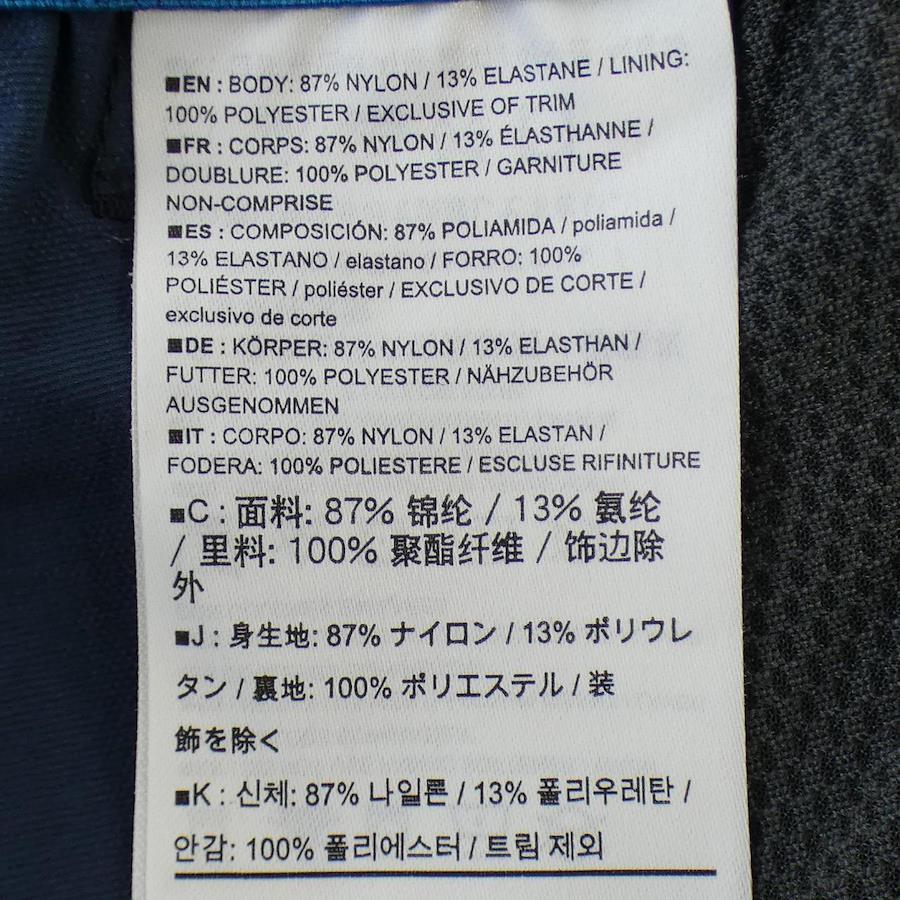 ■EN : BODY: 87% NYLON / 13% ELASTANE / LINING:
100% POLYESTER / EXCLUSIVE OF TRIM
■FR : CORPS: 87% NYLON / 13% ÉLASTHANNE /
DOUBLURE: 100% POLYESTER / GARNITURE
NON-COMPRISE
■ES : COMPOSICIÓN: 87% POLIAMIDA / poliamida /
13% ELASTANO / elastano / FORRO: 100%
POLIÉSTER / poliéster / EXCLUSIVO DE CORTE /
exclusivo de corte
■DE : KÖRPER: 87% NYLON / 13% ELASTHAN /
FUTTER: 100% POLYESTER / NÄHZUBEHÖR
AUSGENOMMEN
■IT : CORPO: 87% NYLON / 13% ELASTAN /
FODERA: 100% POLIESTERE / ESCLUSE RIFINITURE
■C : 面料: 87% 锦纶 / 13% 氨纶
/ 里料: 100% 聚酯纤维 / 饰边除
外
■J : 身生地: 87% ナイロン / 13% ポリウレ
タン / 裏地: 100% ポリエステル / 装
飾を除く
■K : 신체: 87% 나일론 / 13% 폴리우레탄 /
안감: 100% 폴리에스터 / 트림 제외